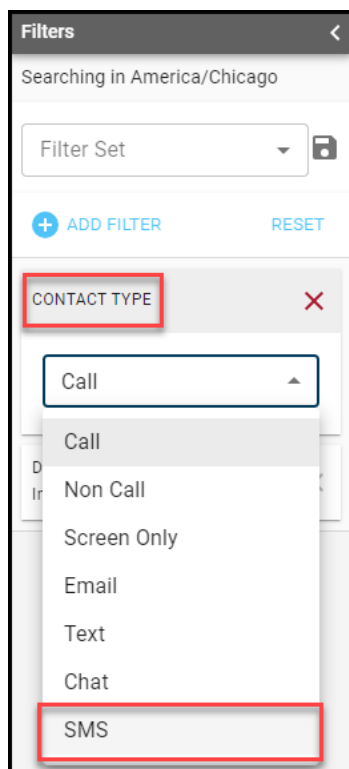 Filters
Searching in America/Chicago
Filter Set
ADD FILTER
RESET
CONTACT TYPE
Call
Call
D
Non Call
In
Screen Only
Email
Text
Chat
SMS